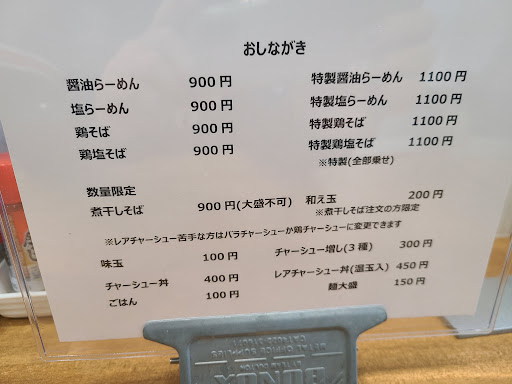 おしながき
醤油らーめん 900円 特製醤油らーめん 1100円
塩らーめん 900円 特製塩らーめん 1100円
鶏そば 900円 特製鶏そば 1100円
鶏塩そば 900円 特製鶏塩そば 1100円
※特製(全部乗せ)
数量限定
煮干しそば 900円(大盛不可) 和え玉 200円
※煮干しそば注文の方限定
※レアチャーシュー苦手な方はバラチャーシューか鶏チャーシューに変更できます
味玉 100円 チャーシュー増し(3種) 300円
チャーシュー丼 400円 レアチャーシュー丼(温玉入) 450円
ごはん 100円 麺大盛 150円